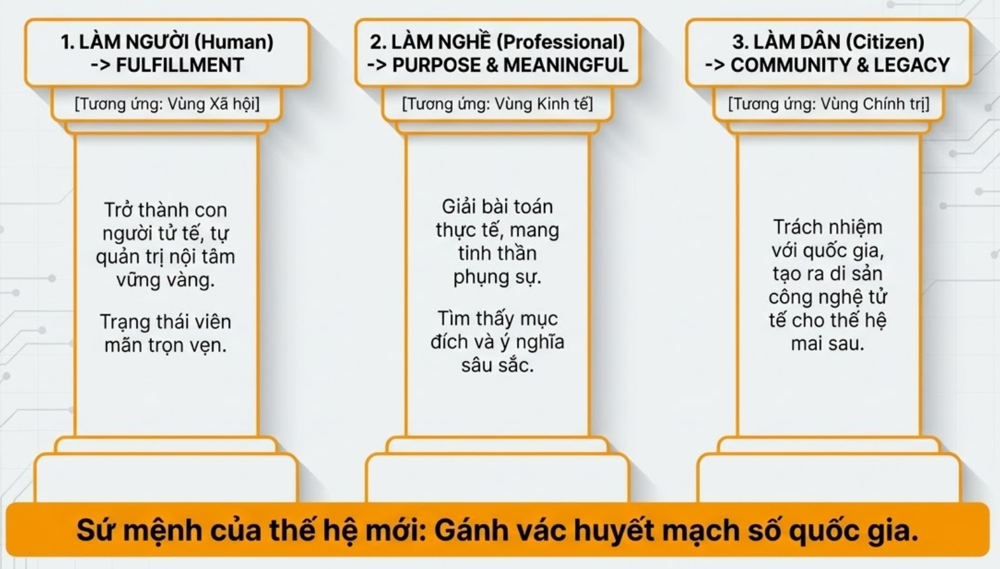 1. LÀM NGƯỜI (Human)
-> FULFILLMENT
[Tương ứng: Vùng Xã hội]
Trở thành con
người tử tế, tự
quản trị nội tâm
vững vàng.
Trạng thái viên
mãn trọn vẹn.
2. LÀM NGHỀ (Professional)
-> PURPOSE & MEANINGFUL
[Tương ứng: Vùng Kinh tế]
Giải bài toán
thực tế, mang
tinh thần
phụng sự.
Tìm thấy mục
đích và ý nghĩa
sâu sắc.
3. LÀM DÂN (Citizen)
-> COMMUNITY & LEGACY
[Tương ứng: Vùng Chính trị]
Trách nhiệm
với quốc gia,
tạo ra di sản
công nghệ tử
tế cho thế hệ
mai sau.
Sứ mệnh của thế hệ mới: Gánh vác huyết mạch số quốc gia.